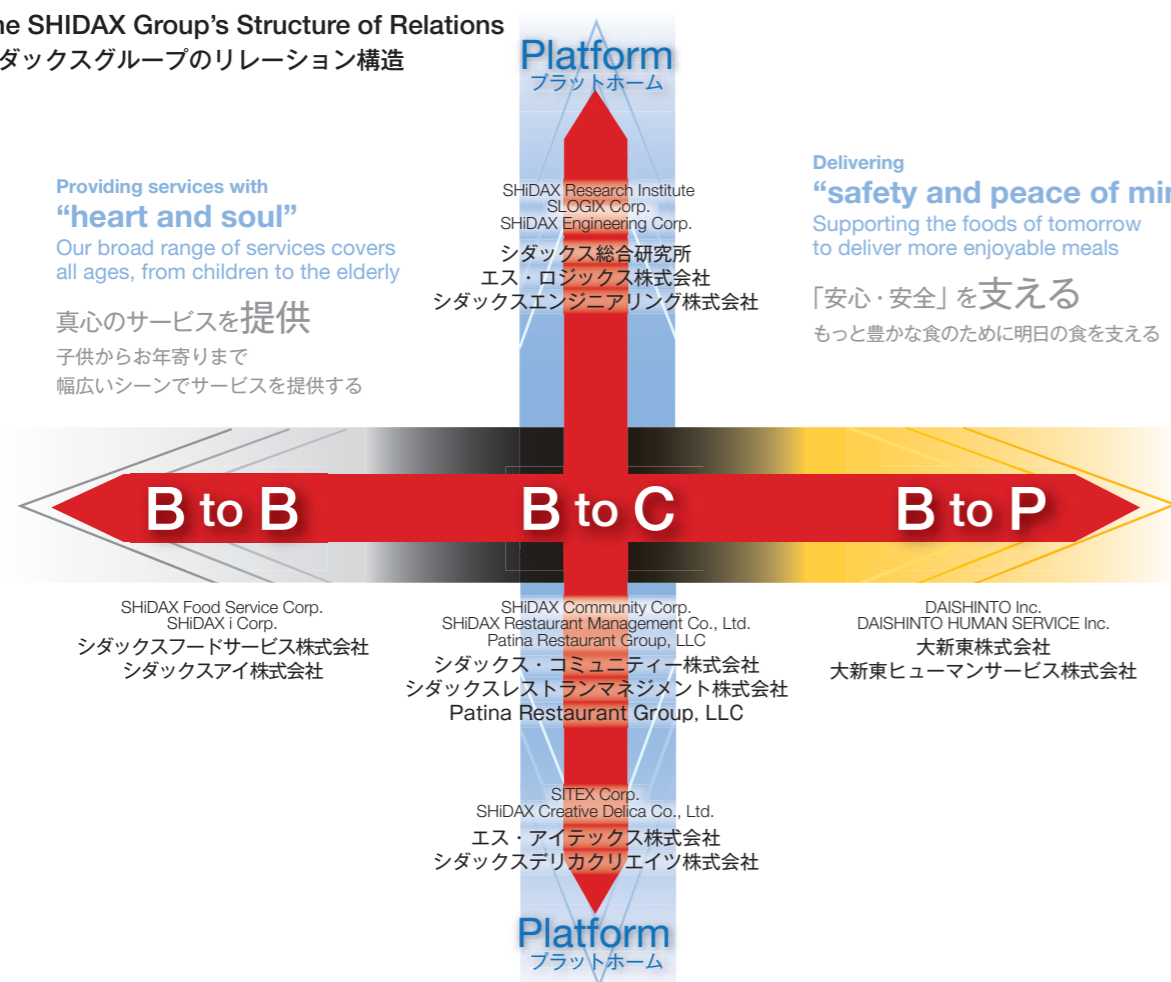 he SHIDAX Group's Structure of Relations
ダックスグループのリレーション構造
Platform
プラットホーム
Providing services with
“heart and soul”
Our broad range of services covers
all ages, from children to the elderly
真心のサービスを提供
子供からお年寄りまで
幅広いシーンでサービスを提供する
SHiDAX Research Institute
SLOGIX Corp.
SHiDAX Engineering Corp.
シダックス総合研究所
エス・ロジックス株式会社
シダックスエンジニアリング株式会社
Delivering
“safety and peace of min
Supporting the foods of tomorrow
to deliver more enjoyable meals
「安心・安全」を支える
もっと豊かな食のために明日の食を支える
B to B
B to C
B to P
SHiDAX Food Service Corp.
SHiDAX i Corp.
シダックスフードサービス株式会社
シダックスアイ株式会社
SHiDAX Community Corp.
SHiDAX Restaurant Management Co., Ltd.
Patina Restaurant Group, LLC
シダックス・コミュニティー株式会社
シダックスレストランマネジメント株式会社
Patina Restaurant Group, LLC
DAISHINTO Inc.
DAISHINTO HUMAN SERVICE Inc.
大新東株式会社
大新東ヒューマンサービス株式会社
SITEX Corp.
SHiDAX Creative Delica Co., Ltd.
エス・アイテックス株式会社
シダックスデリカクリエイツ株式会社
Platform
プラットホーム